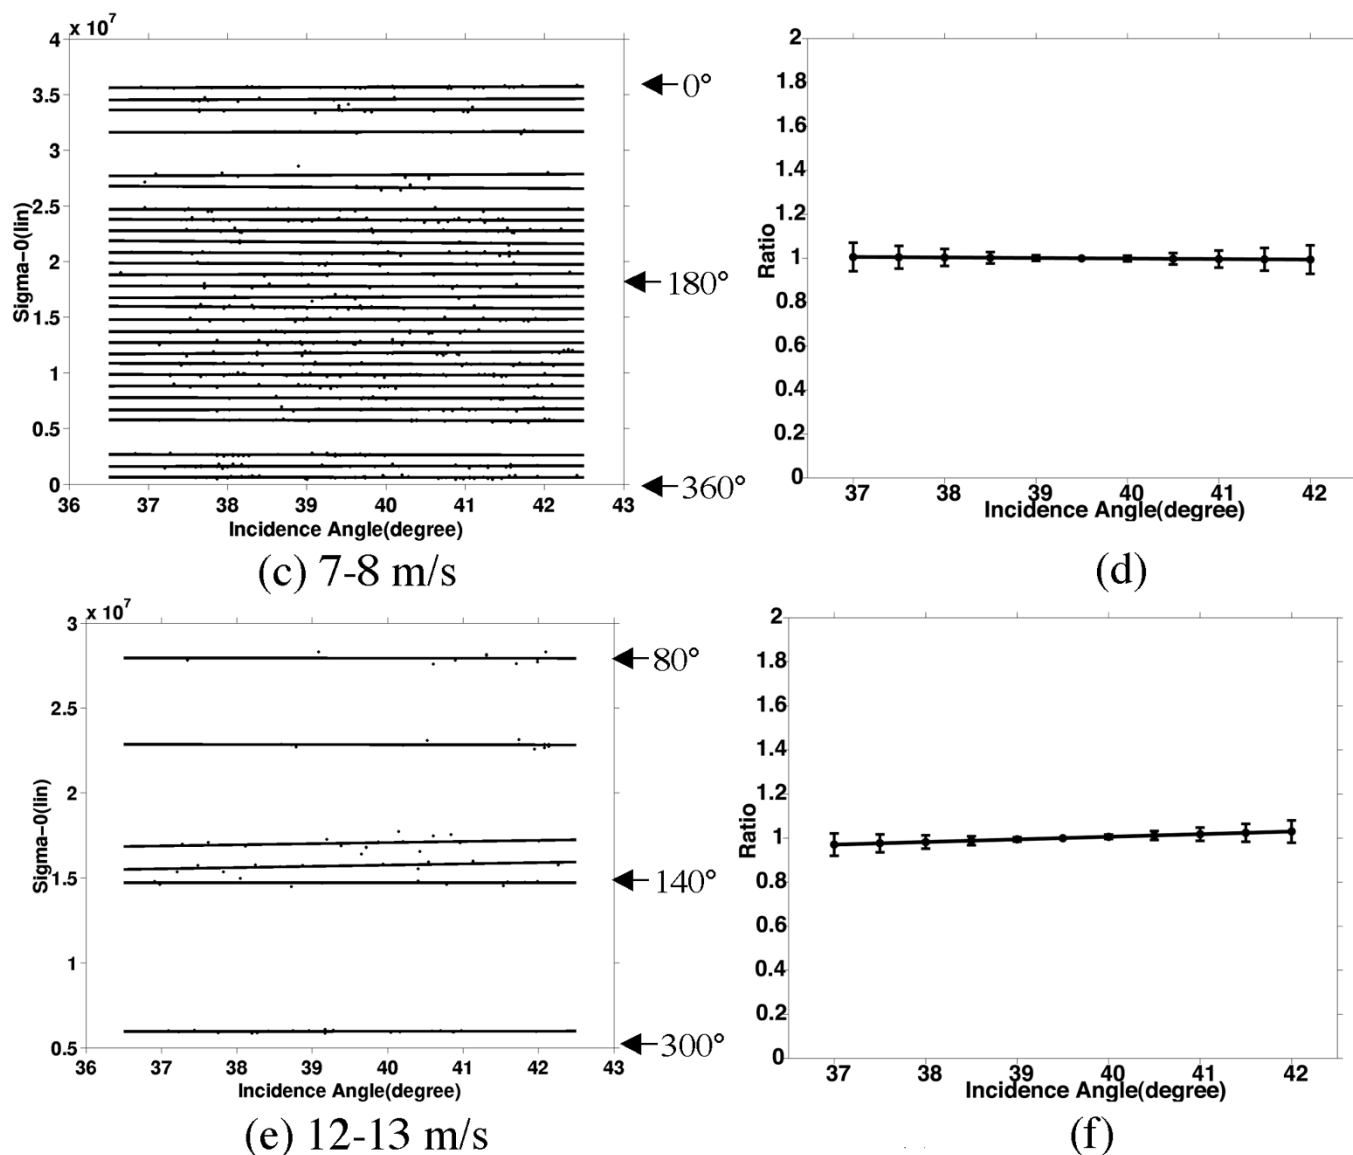 x 10^7
4
3.5
3
2.5
2
1.5
1
0.5
0
Sigma-0(lin)
36 37 38 39 40 41 42 43
Incidence Angle(degree)
0°
180°
360°
(c) 7-8 m/s
2
1.8
1.6
1.4
1.2
1
0.8
0.6
0.4
0.2
0
Ratio
37 38 39 40 41 42
Incidence Angle(degree)
(d)
x 10^7
3
2.5
2
1.5
1
0.5
Sigma-0(lin)
36 37 38 39 40 41 42 43
Incidence Angle(degree)
80°
140°
300°
(e) 12-13 m/s
2
1.8
1.6
1.4
1.2
1
0.8
0.6
0.4
0.2
0
Ratio
37 38 39 40 41 42
Incidence Angle(degree)
(f)